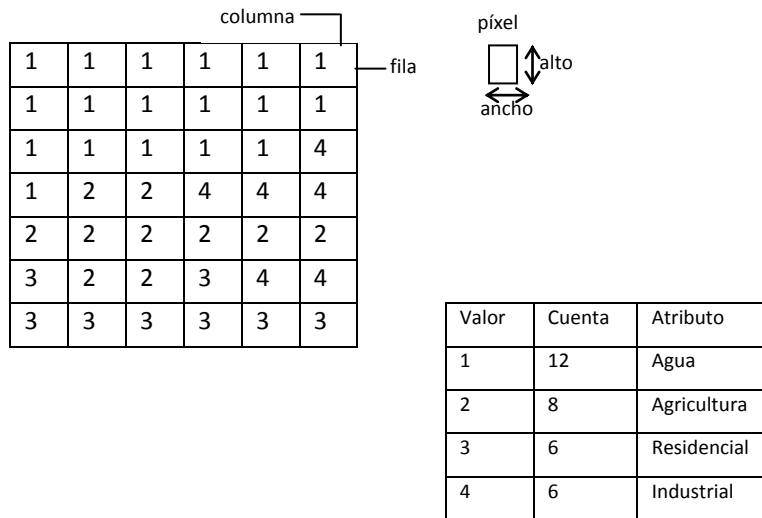 columna
fila
1 1 1 1 1 1
1 1 1 1 1 1
1 1 1 1 1 4
1 2 2 4 4 4
2 2 2 2 2 2
3 2 2 3 4 4
3 3 3 3 3 3
píxel
alto
ancho
Valor Cuenta Atributo
1 12 Agua
2 8 Agricultura
3 6 Residencial
4 6 Industrial